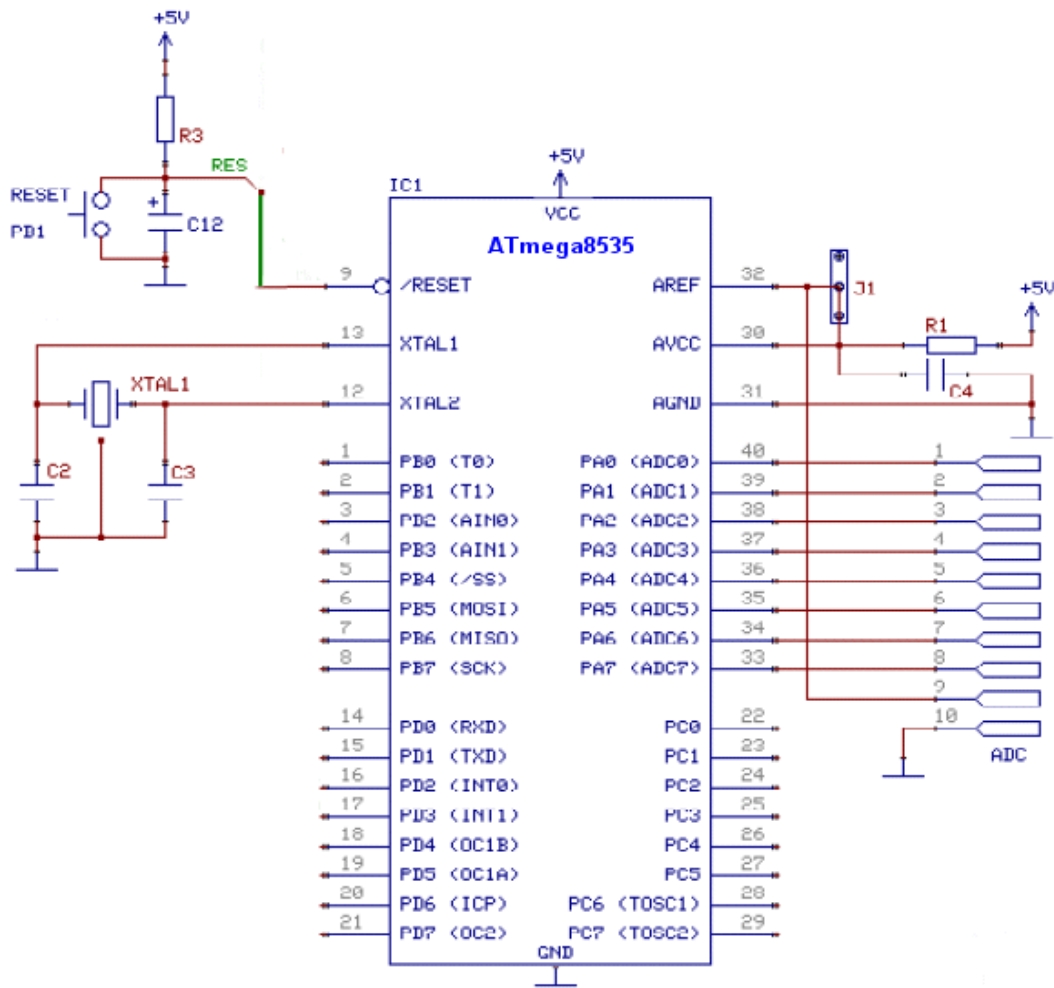 +5V
R3
RES
RESET
PD1
+
C12
+5V
IC1
VCC
ATmega8535
9 /RESET
AREF 32
J1
+5V
13 XTAL1
AVCC 30
R1
XTAL1
12 XTAL2
AGND 31
C4
C2
C3
1 PB0 (T0)
PA0 (ADC0) 40 1
2 PB1 (T1)
PA1 (ADC1) 39 2
3 PD2 (AIN0)
PA2 (ADC2) 38 3
4 PB3 (AIN1)
PA3 (ADC3) 37 4
5 PB4 (/SS)
PA4 (ADC4) 36 5
6 PB5 (MOSI)
PA5 (ADC5) 35 6
7 PB6 (MISO)
PA6 (ADC6) 34 7
8 PB7 (SCK)
PA7 (ADC7) 33 8
9
14 PD0 (RXD)
PC0 22 10
15 PD1 (TXD)
PC1 23
ADC
16 PD2 (INT0)
PC2 24
17 PD3 (INT1)
PC3 25
18 PD4 (OC1B)
PC4 26
19 PD5 (OC1A)
PC5 27
20 PD6 (ICP)
PC6 (TOSC1) 28
21 PD7 (OC2)
PC7 (TOSC2) 29
GND